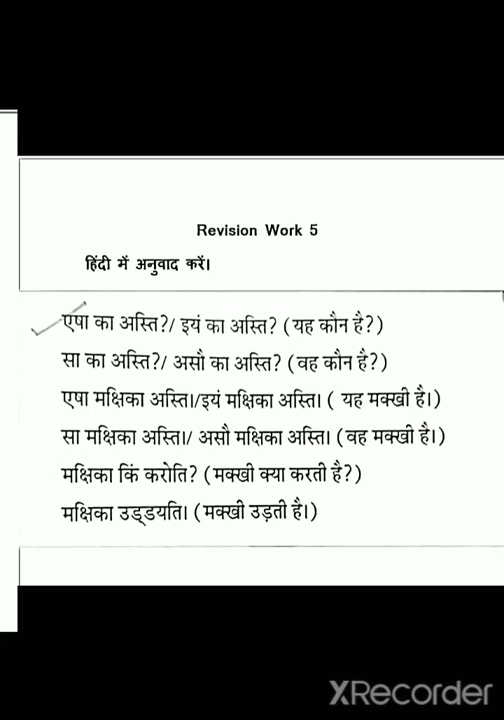 Revision Work 5
हिंदी में अनुवाद करें।
एषा का अस्ति?/ इयं का अस्ति? (यह कौन है?)
सा का अस्ति?/ असौ का अस्ति? (वह कौन है?)
एषा मक्षिका अस्ति।/इयं मक्षिका अस्ति। ( यह मक्खी है।)
सा मक्षिका अस्ति।/ असौ मक्षिका अस्ति। (वह मक्खी है।)
मक्षिका किं करोति? (मक्खी क्या करती है?)
मक्षिका उड्डयति। (मक्खी उड़ती है।)
XRecorder